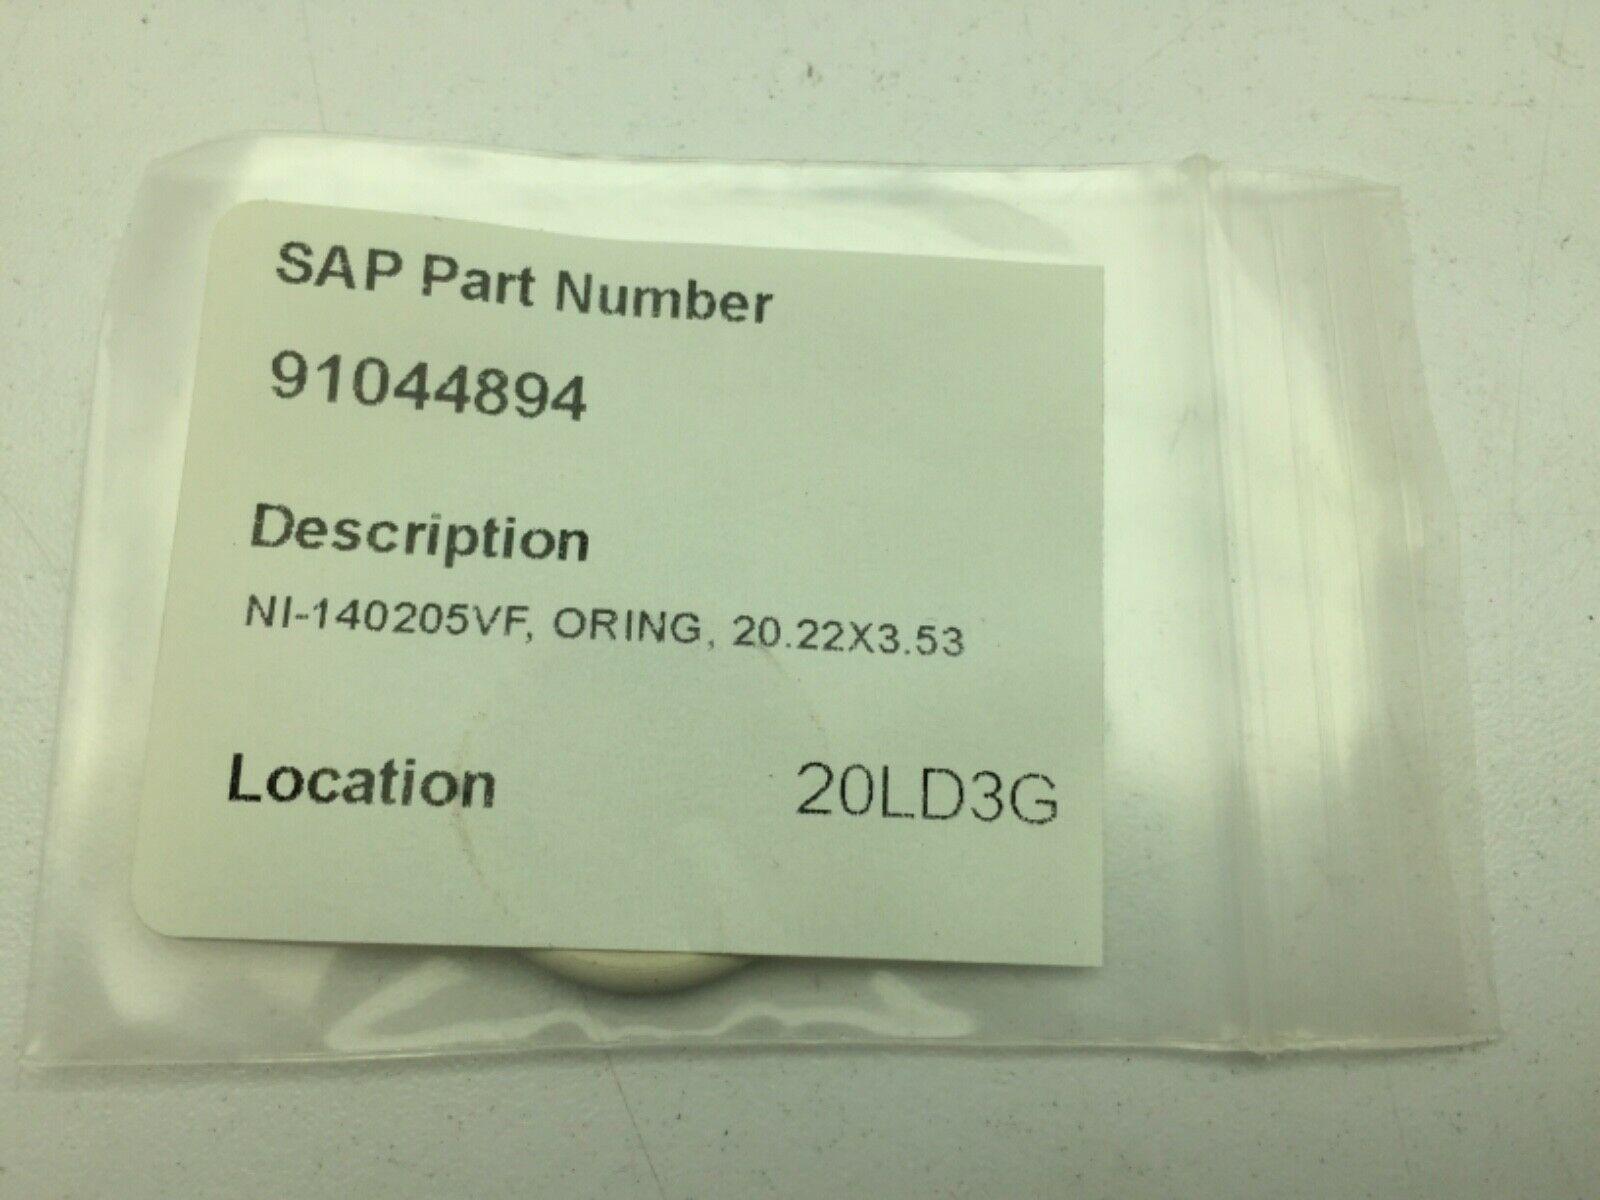 SAP Part Number
91044894
Description
NI-140205VF, ORING, 20.22X3.53
Location 20LD3G